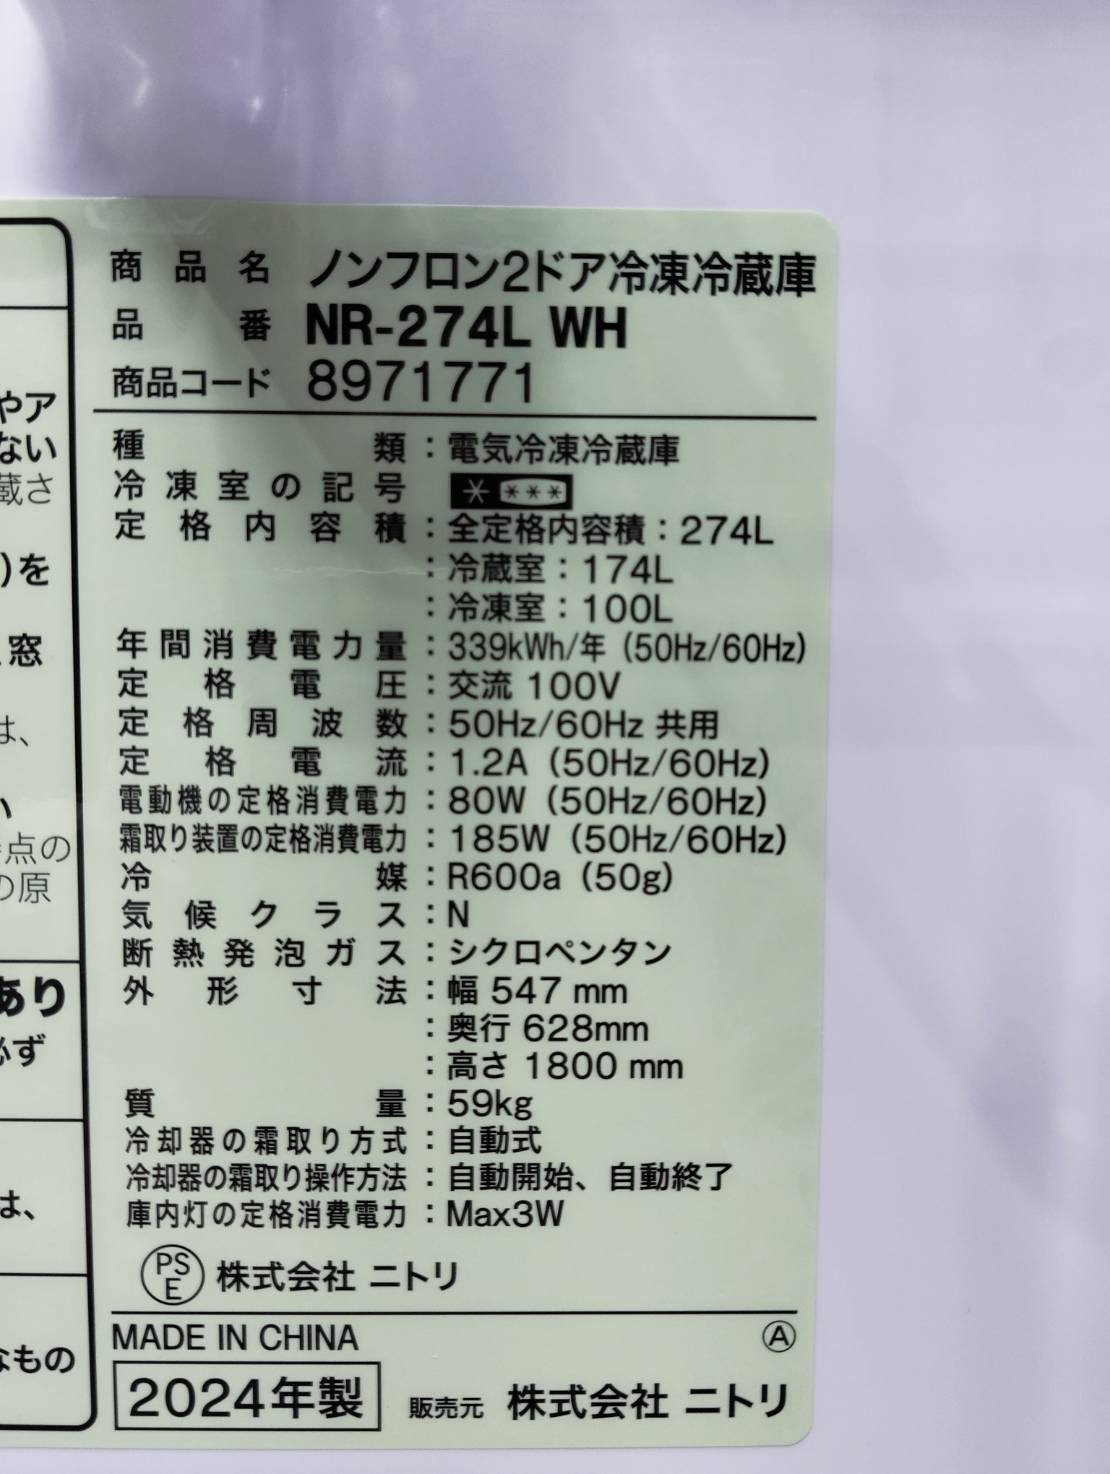 商品名 ノンフロン2ドア冷凍冷蔵庫
品番 NR-274L WH
商品コード 8971771
種類：電気冷凍冷蔵庫
冷凍室の記号
定格内容積：全定格内容積：274L
：冷蔵室：174L
：冷凍室：100L
年間消費電力量：339kWh/年（50Hz/60Hz）
定格電圧：交流 100V
定格周波数：50Hz/60Hz 共用
定格電流：1.2A（50Hz/60Hz）
電動機の定格消費電力：80W（50Hz/60Hz）
霜取り装置の定格消費電力：185W（50Hz/60Hz）
冷媒：R600a（50g）
気候クラス：N
断熱発泡ガス：シクロペンタン
外形寸法：幅 547 mm
：奥行 628mm
：高さ 1800 mm
質量：59kg
冷却器の霜取り方式：自動式
冷却器の霜取り操作方法：自動開始、自動終了
庫内灯の定格消費電力：Max3W
PSE 株式会社 ニトリ
MADE IN CHINA Ⓐ
2024年製 販売元 株式会社 ニトリ
やア
ない
蔵さ
)を
窓
は、
い
点の
の原
あり
必ず
は、
なもの